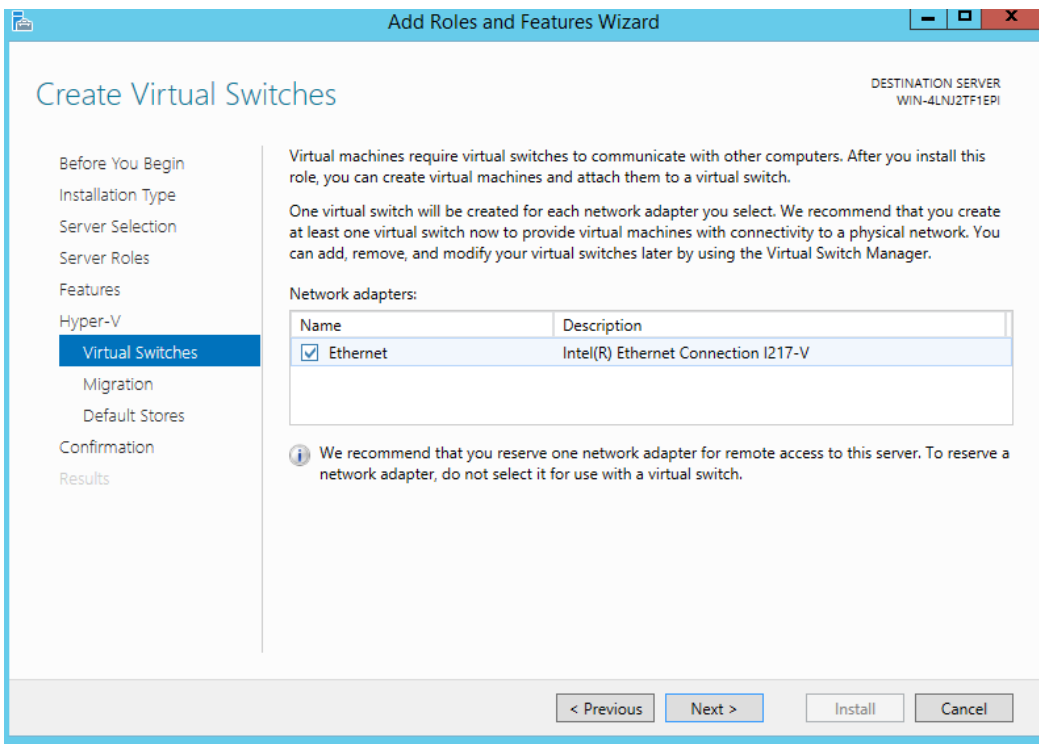 Add Roles and Features Wizard
Create Virtual Switches
DESTINATION SERVER
WIN-4LNJ2TF1EPI
Before You Begin
Installation Type
Server Selection
Server Roles
Features
Hyper-V
Virtual Switches
Migration
Default Stores
Confirmation
Results
Virtual machines require virtual switches to communicate with other computers. After you install this
role, you can create virtual machines and attach them to a virtual switch.
One virtual switch will be created for each network adapter you select. We recommend that you create
at least one virtual switch now to provide virtual machines with connectivity to a physical network. You
can add, remove, and modify your virtual switches later by using the Virtual Switch Manager.
Network adapters:
Name Description
Ethernet Intel(R) Ethernet Connection I217-V
We recommend that you reserve one network adapter for remote access to this server. To reserve a
network adapter, do not select it for use with a virtual switch.
< Previous Next > Install Cancel